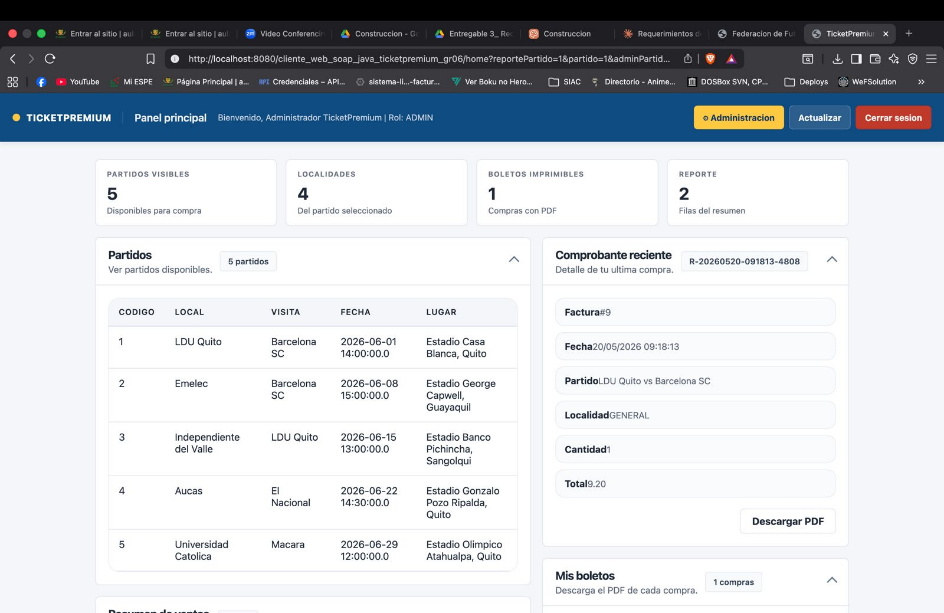 Entrar al sitio | aul
Entrar al sitio | aul
Video Conferencin
Construccion - Go
Entregable 3_ Rec
Construccion
Requerimientos d
Federacion de Fu
TicketPremium
http://localhost:8080/cliente_web_soap_java_ticketpremium_gr06/home?reportePartido=1&partido=1&adminPartid...
YouTube
Mi ESPE
Página Principal | a...
Credenciales – API...
sistema-li...-factur...
Ver Boku no Hero...
SIAC
Directorio - Anime...
DOSBox SVN, CP...
Deploys
WeFSolution
»
TICKETPREMIUM
Panel principal
Bienvenido, Administrador TicketPremium | Rol: ADMIN
Administracion
Actualizar
Cerrar sesion
PARTIDOS VISIBLES
5
Disponibles para compra
LOCALIDADES
4
Del partido seleccionado
BOLETOS IMPRIMIBLES
1
Compras con PDF
REPORTE
2
Filas del resumen
Partidos
Ver partidos disponibles.
5 partidos
CODIGO LOCAL VISITA FECHA LUGAR
1 LDU Quito Barcelona SC 2026-06-01 14:00:00.0 Estadio Casa Blanca, Quito
2 Emelec Barcelona SC 2026-06-08 15:00:00.0 Estadio George Capwell, Guayaquil
3 Independiente del Valle LDU Quito 2026-06-15 13:00:00.0 Estadio Banco Pichincha, Sangolqui
4 Aucas El Nacional 2026-06-22 14:30:00.0 Estadio Gonzalo Pozo Ripalda, Quito
5 Universidad Catolica Macara 2026-06-29 12:00:00.0 Estadio Olimpico Atahualpa, Quito
Comprobante reciente
Detalle de tu ultima compra.
R-20260520-091813-4808
Factura#9
Fecha20/05/2026 09:18:13
PartidoLDU Quito vs Barcelona SC
LocalidadGENERAL
Cantidad1
Total9.20
Descargar PDF
Mis boletos
Descarga el PDF de cada compra.
1 compras
Resumen de ventas